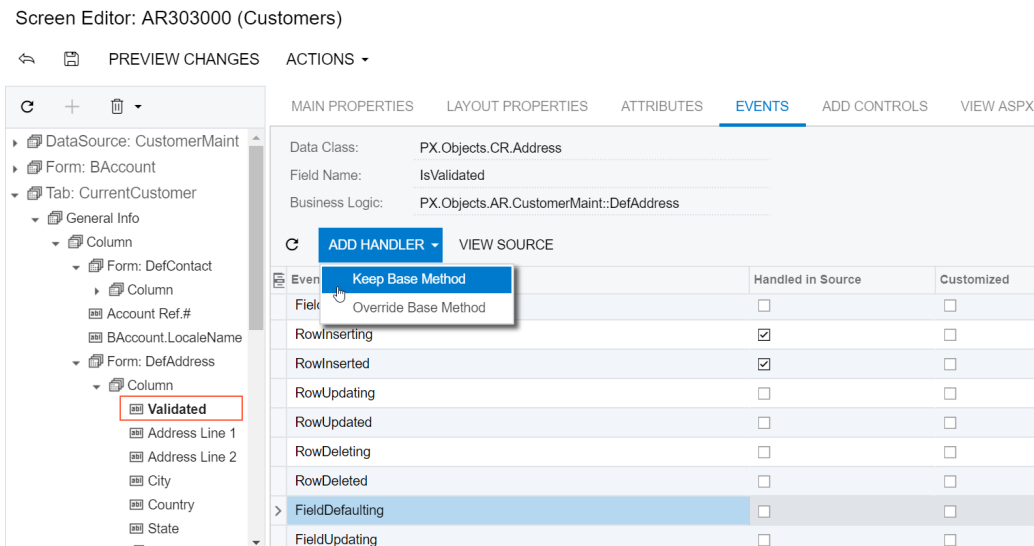 Screen Editor: AR303000 (Customers)
PREVIEW CHANGES ACTIONS
DataSource: CustomerMaint
Form: BAccount
Tab: CurrentCustomer
General Info
Column
Form: DefContact
Column
Account Ref.#
BAccount.LocaleName
Form: DefAddress
Column
Validated
Address Line 1
Address Line 2
City
Country
State
MAIN PROPERTIES LAYOUT PROPERTIES ATTRIBUTES EVENTS ADD CONTROLS VIEW ASPX
Data Class: PX.Objects.CR.Address
Field Name: IsValidated
Business Logic: PX.Objects.AR.CustomerMaint::DefAddress
ADD HANDLER VIEW SOURCE
Keep Base Method
Override Base Method
Even Handled in Source Customized
Field
RowInserting
RowInserted
RowUpdating
RowUpdated
RowDeleting
RowDeleted
FieldDefaulting
FieldUpdating